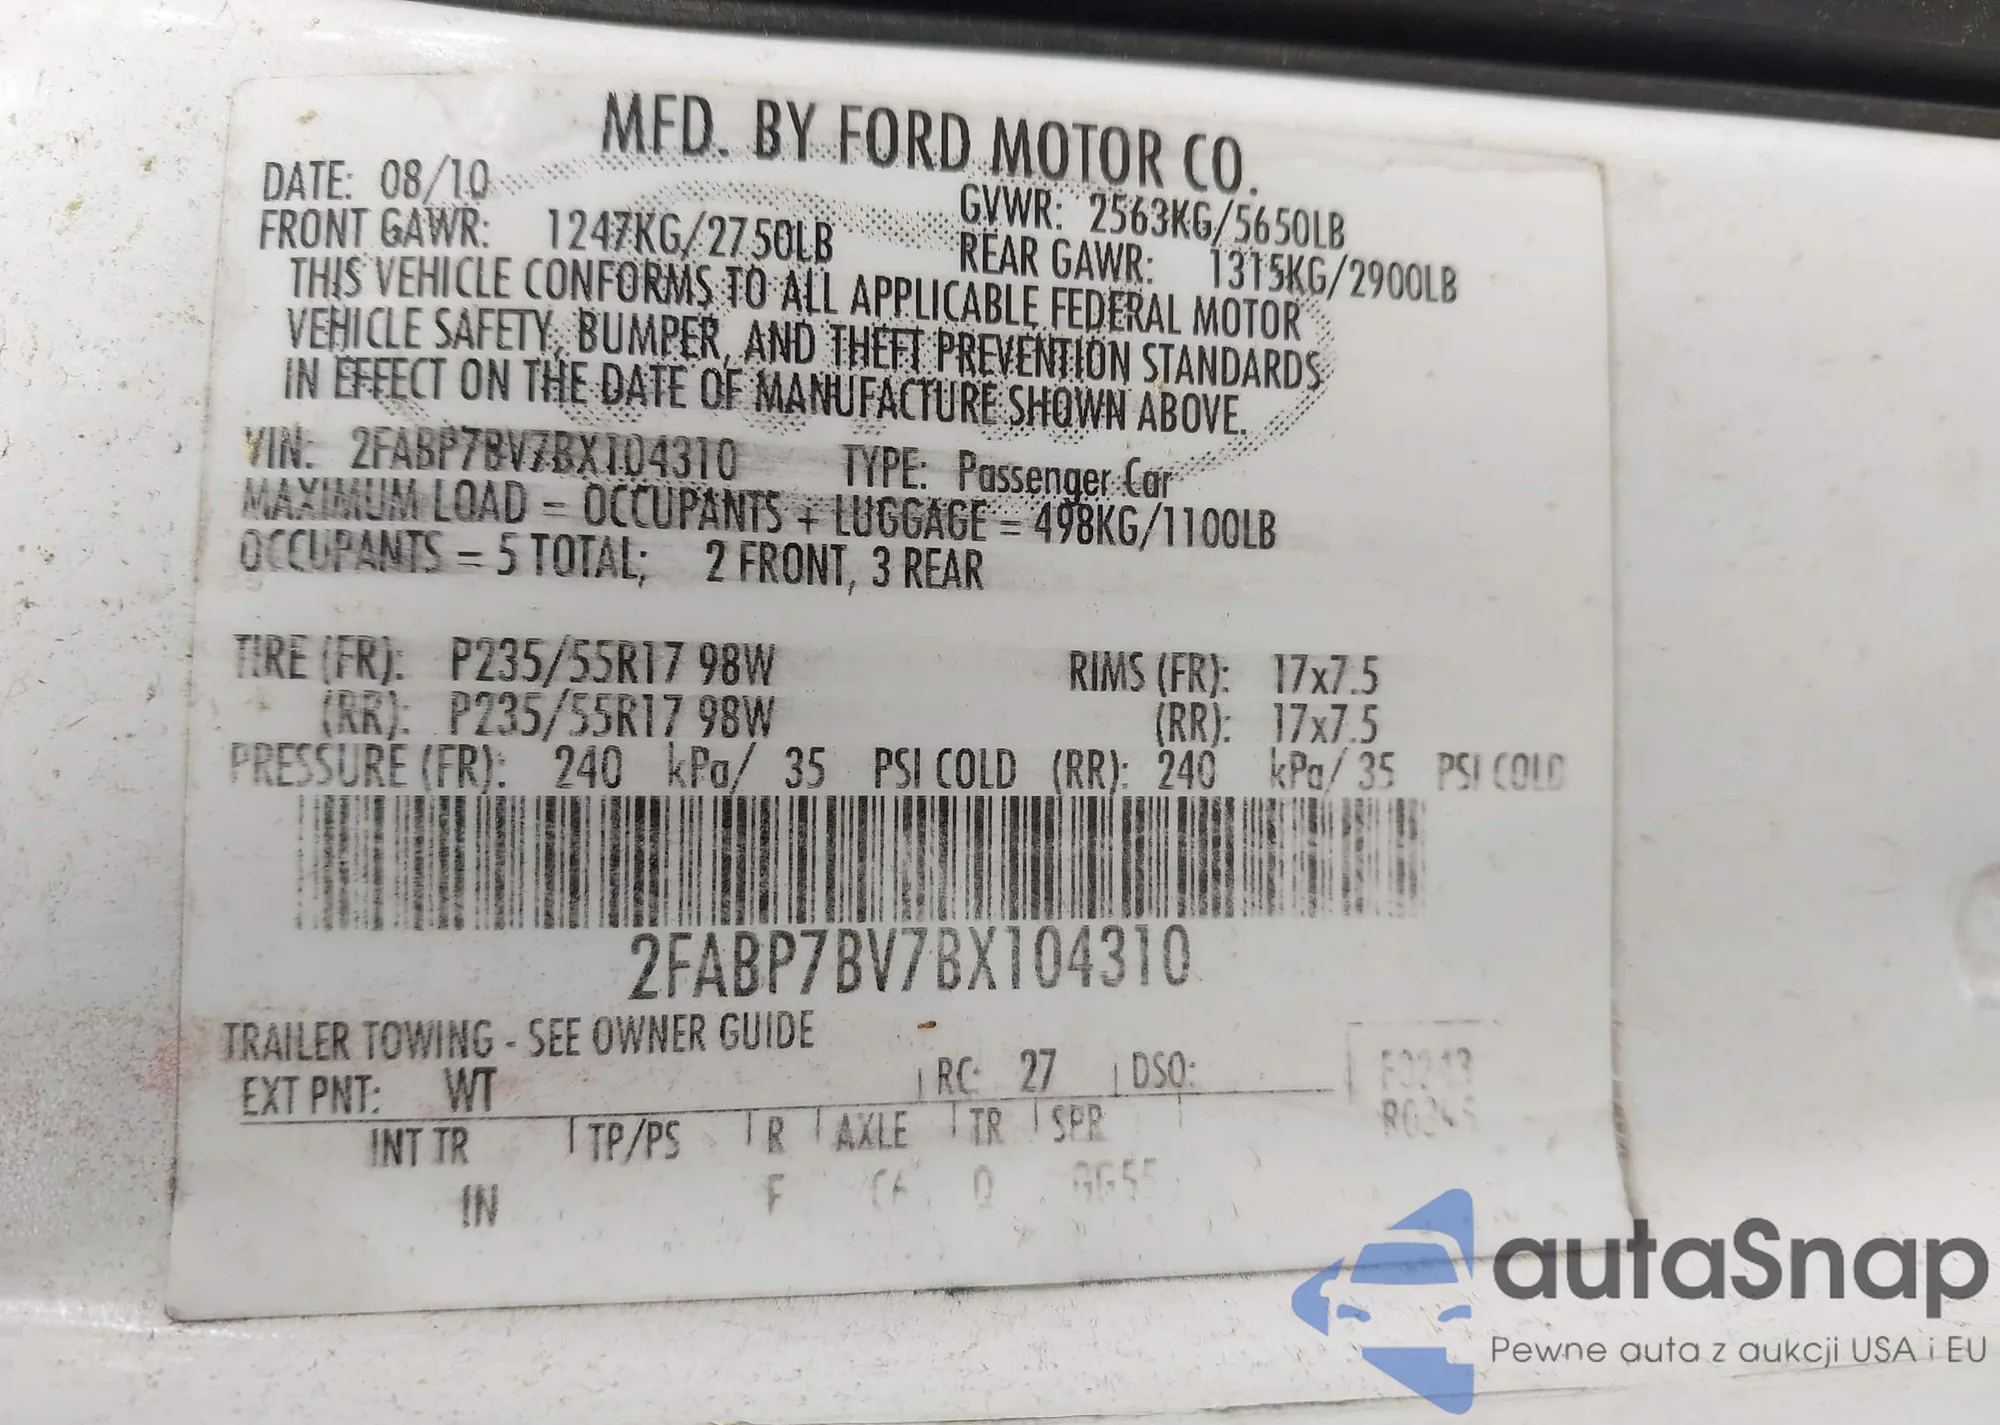 MFD. BY FORD MOTOR CO.
DATE: 08/10
GVWR: 2563KG/5650LB
FRONT GAWR: 1247KG/2750LB
REAR GAWR: 1315KG/2900LB
THIS VEHICLE CONFORMS TO ALL APPLICABLE FEDERAL MOTOR
VEHICLE SAFETY, BUMPER, AND THEFT PREVENTION STANDARDS
IN EFFECT ON THE DATE OF MANUFACTURE SHOWN ABOVE.
VIN: 2FABP7BV7BX104310 TYPE: Passenger Car
MAXIMUM LOAD = OCCUPANTS + LUGGAGE = 498KG/1100LB
OCCUPANTS = 5 TOTAL; 2 FRONT, 3 REAR
TIRE (FR): P235/55R17 98W RIMS (FR): 17x7.5
(RR): P235/55R17 98W (RR): 17x7.5
PRESSURE (FR): 240 kPa/ 35 PSI COLD (RR): 240 kPa/ 35 PSI COLD
2FABP7BV7BX104310
TRAILER TOWING - SEE OWNER GUIDE
EXT PNT: WT RC: 27 DSO:
INT TR TP/PS R AXLE TR SPR
IN F Q
autaSnap
Pewne auta z aukcji USA i EU